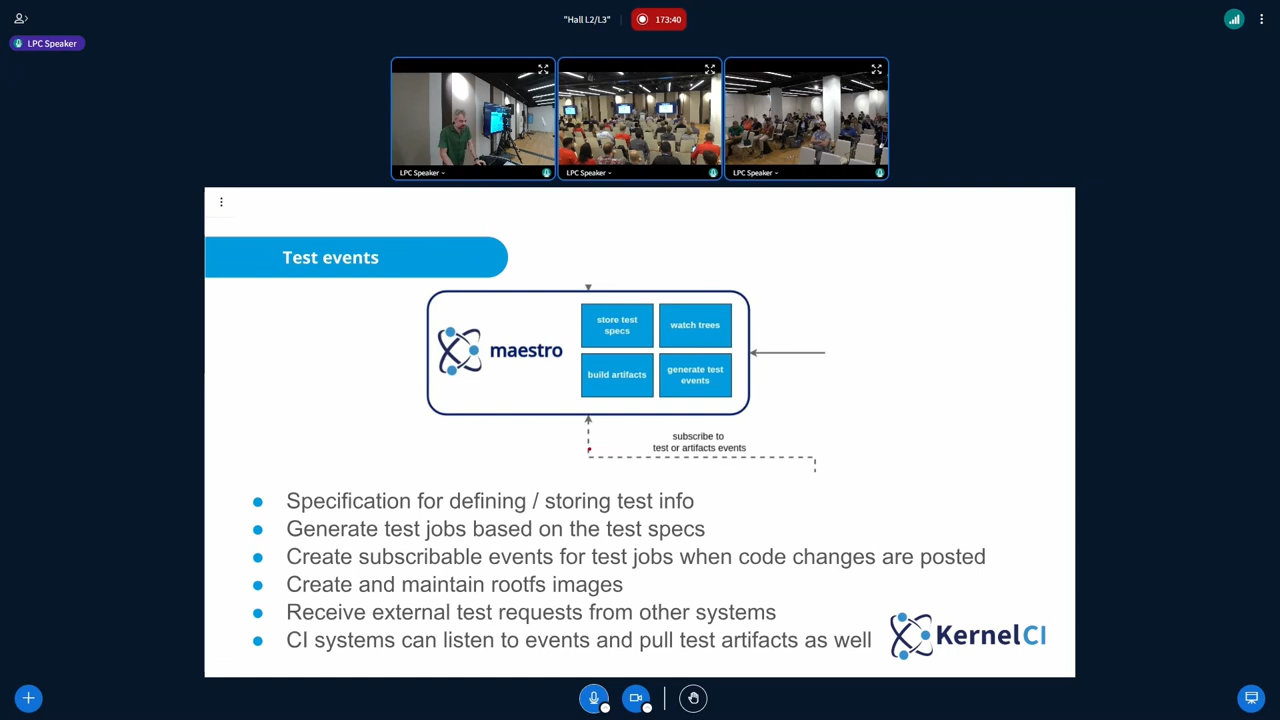 "Hall L2/L3"
173:40
LPC Speaker
LPC Speaker
LPC Speaker
LPC Speaker
Test events
maestro
store test
specs
watch trees
build artifacts
generate test
events
subscribe to
test or artifacts events
Specification for defining / storing test info
Generate test jobs based on the test specs
Create subscribable events for test jobs when code changes are posted
Create and maintain rootfs images
Receive external test requests from other systems
CI systems can listen to events and pull test artifacts as well
KernelCI